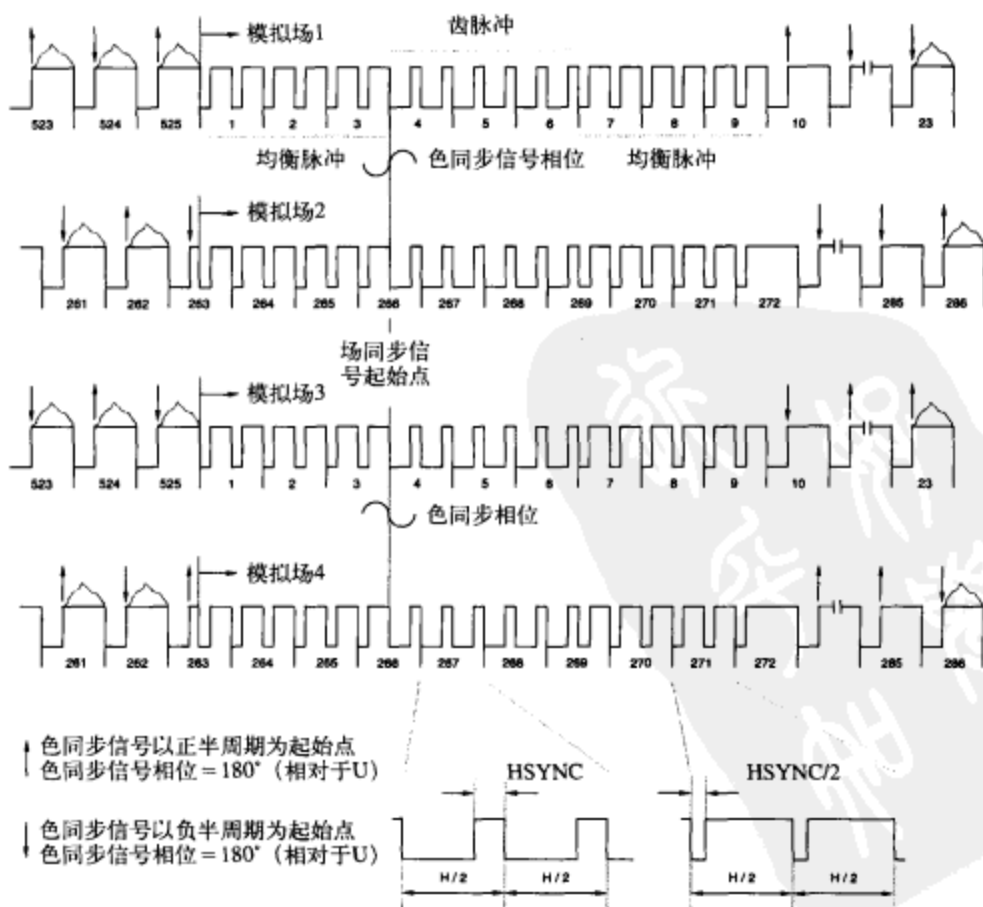 模拟场1
齿脉冲
523 524 525 1 2 3 4 5 6 7 8 9 10 23
均衡脉冲 色同步信号相位 均衡脉冲
模拟场2
261 262 263 264 265 266 267 268 269 270 271 272 285 286
场同步信
号起始点
模拟场3
523 524 525 1 2 3 4 5 6 7 8 9 10 23
色同步相位
模拟场4
261 262 263 264 265 266 267 268 269 270 271 272 285 286
色同步信号以正半周期为起始点
色同步信号相位=180°(相对于U)
色同步信号以负半周期为起始点
色同步信号相位=180°(相对于U)
HSYNC
HSYNC/2
H/2 H/2 H/2 H/2